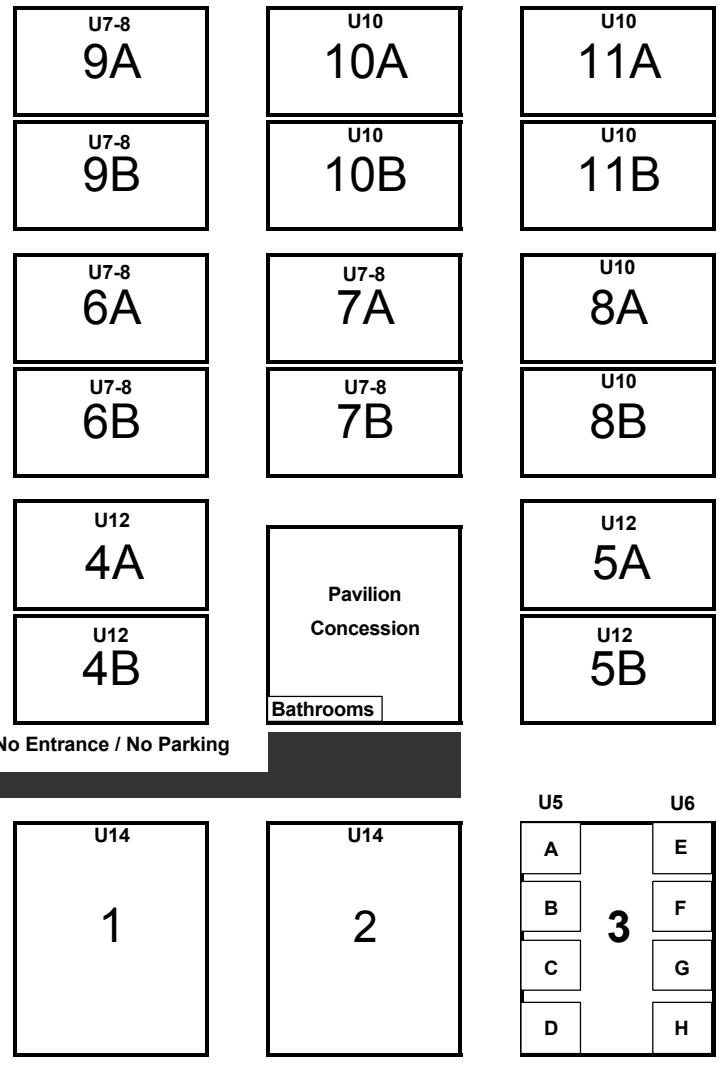 U7-8
9A
U10
10A
U10
11A
U7-8
9B
U10
10B
U10
11B
U7-8
6A
U7-8
7A
U10
8A
U7-8
6B
U7-8
7B
U10
8B
U12
4A
Pavilion
Concession
Bathrooms
U12
5A
U12
4B
U12
5B
No Entrance / No Parking
U14
1
U14
2
U5
U6
A
E
B
F
3
C
G
D
H